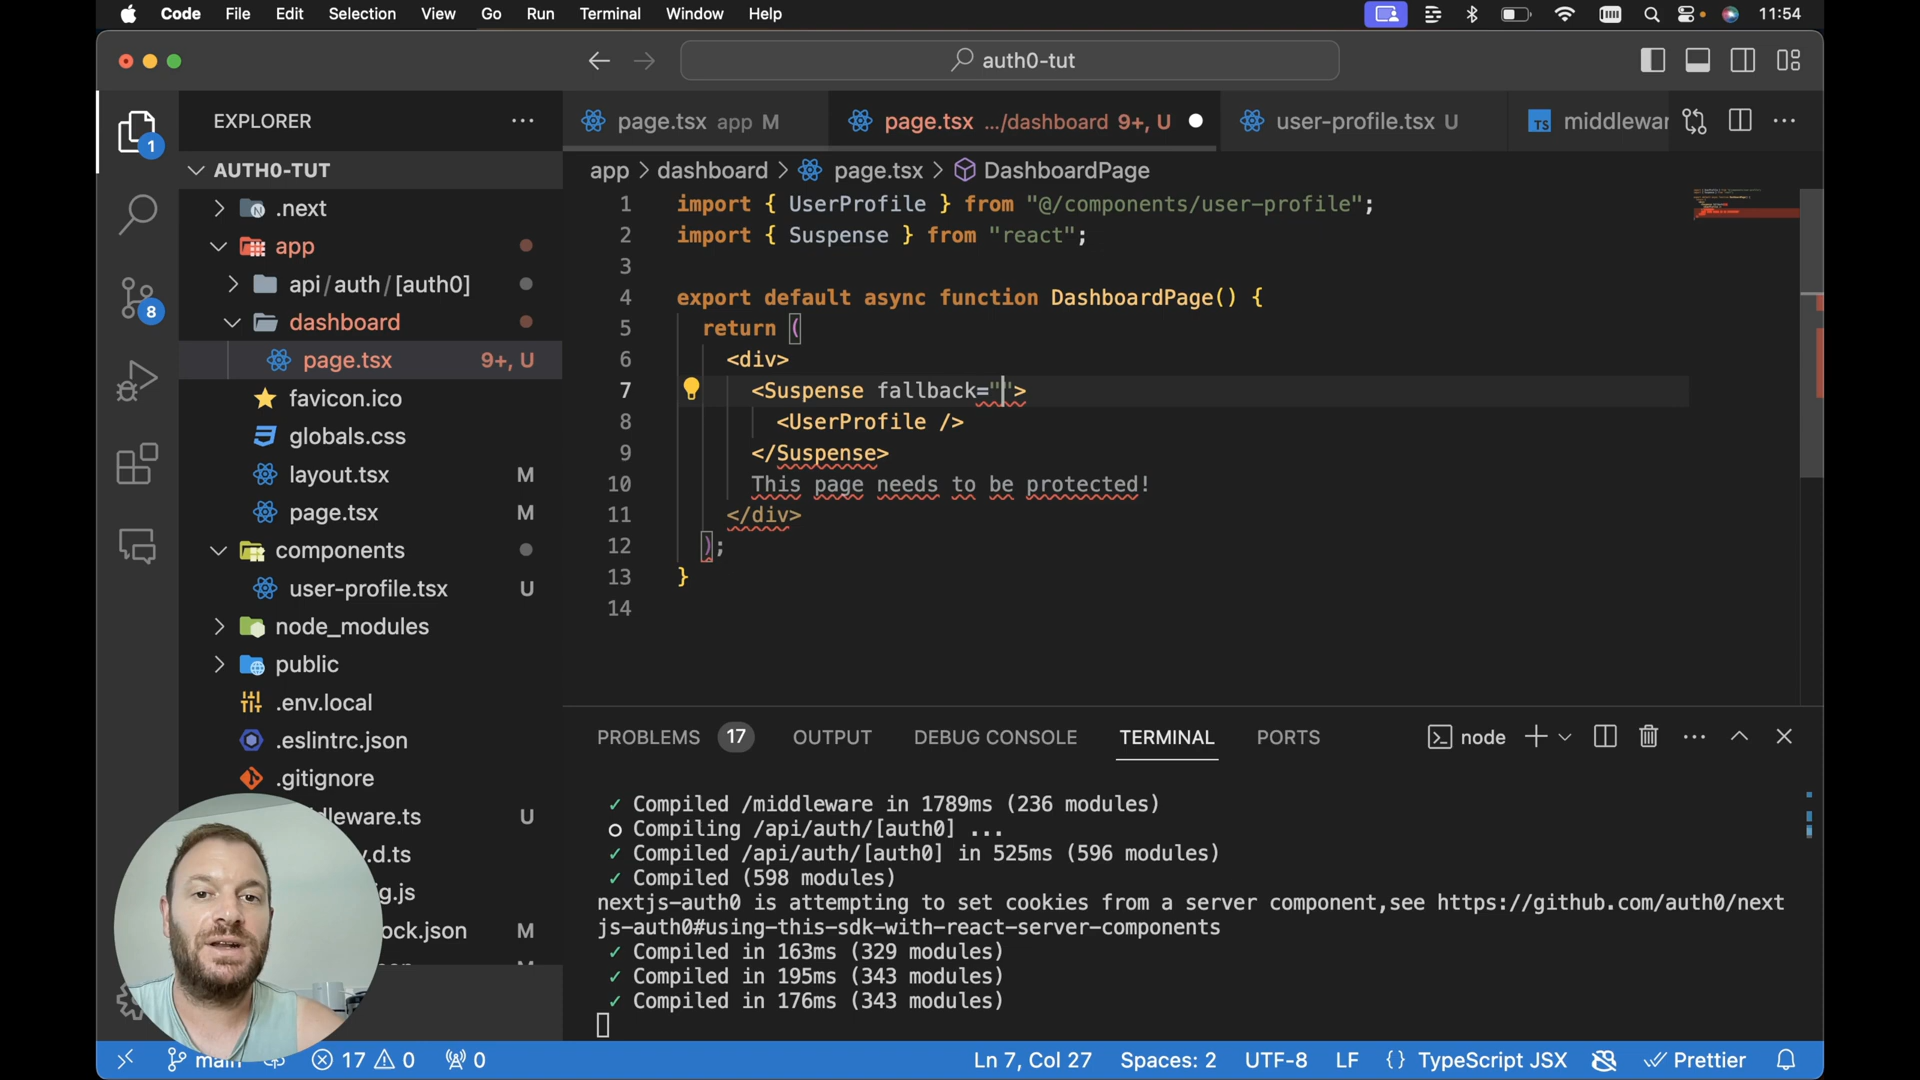 Code File Edit Selection View Go Run Terminal Window Help 11:54
auth0-tut
EXPLORER
page.tsx app M
page.tsx .../dashboard 9+, U
user-profile.tsx U
TS middlewar
1
AUTH0-TUT
app > dashboard > page.tsx > DashboardPage
.next
app
api/auth/[auth0]
8
dashboard
page.tsx 9+, U
favicon.ico
globals.css
layout.tsx M
page.tsx M
components
user-profile.tsx U
node_modules
public
.env.local
.eslintrc.json
.gitignore
dleware.ts U
.d.ts
g.js
ock.json M
1 import { UserProfile } from "@/components/user-profile";
2 import { Suspense } from "react";
3
4 export default async function DashboardPage() {
5 return (
6 <div>
7 <Suspense fallback="">
8 <UserProfile />
9 </Suspense>
10 This page needs to be protected!
11 </div>
12 );
13 }
14
PROBLEMS 17 OUTPUT DEBUG CONSOLE TERMINAL PORTS node
✓ Compiled /middleware in 1789ms (236 modules)
○ Compiling /api/auth/[auth0] ...
✓ Compiled /api/auth/[auth0] in 525ms (596 modules)
✓ Compiled (598 modules)
nextjs-auth0 is attempting to set cookies from a server component,see https://github.com/auth0/next
js-auth0#using-this-sdk-with-react-server-components
✓ Compiled in 163ms (329 modules)
✓ Compiled in 195ms (343 modules)
✓ Compiled in 176ms (343 modules)
main 17 0 0 Ln 7, Col 27 Spaces: 2 UTF-8 LF {} TypeScript JSX Prettier